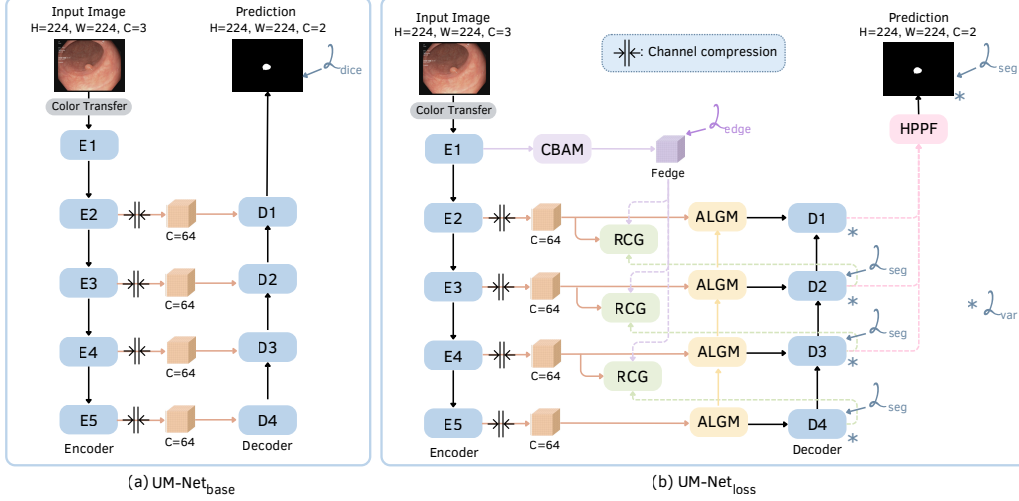 Input Image
H=224, W=224, C=3
Color Transfer
E1
E2
E3
E4
E5
Encoder
C=64
C=64
C=64
C=64
Prediction
H=224, W=224, C=2
ℒdice
D1
D2
D3
D4
Decoder
(a) UM-Netbase
Input Image
H=224, W=224, C=3
Color Transfer
: Channel compression
Prediction
H=224, W=224, C=2
ℒseg
*
HPPF
E1
CBAM
ℒedge
Fedge
E2
C=64
RCG
ALGM
D1
*
E3
C=64
RCG
ALGM
D2
ℒseg
*
E4
C=64
RCG
ALGM
D3
ℒseg
*
E5
C=64
ALGM
D4
ℒseg
*
* ℒvar
Encoder
Decoder
(b) UM-Netloss